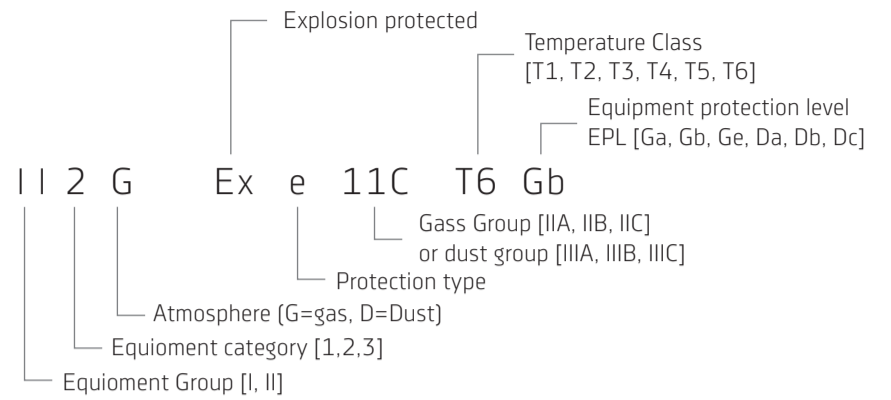 Explosion protected
Temperature Class
[T1, T2, T3, T4, T5, T6]
Equipment protection level
EPL [Ga, Gb, Ge, Da, Db, Dc]
II 2 G Ex e 11C T6 Gb
Gass Group [IIA, IIB, IIC]
or dust group [IIIA, IIIB, IIIC]
Protection type
Atmosphere (G=gas, D=Dust)
Equioment category [1,2,3]
Equioment Group [I, II]